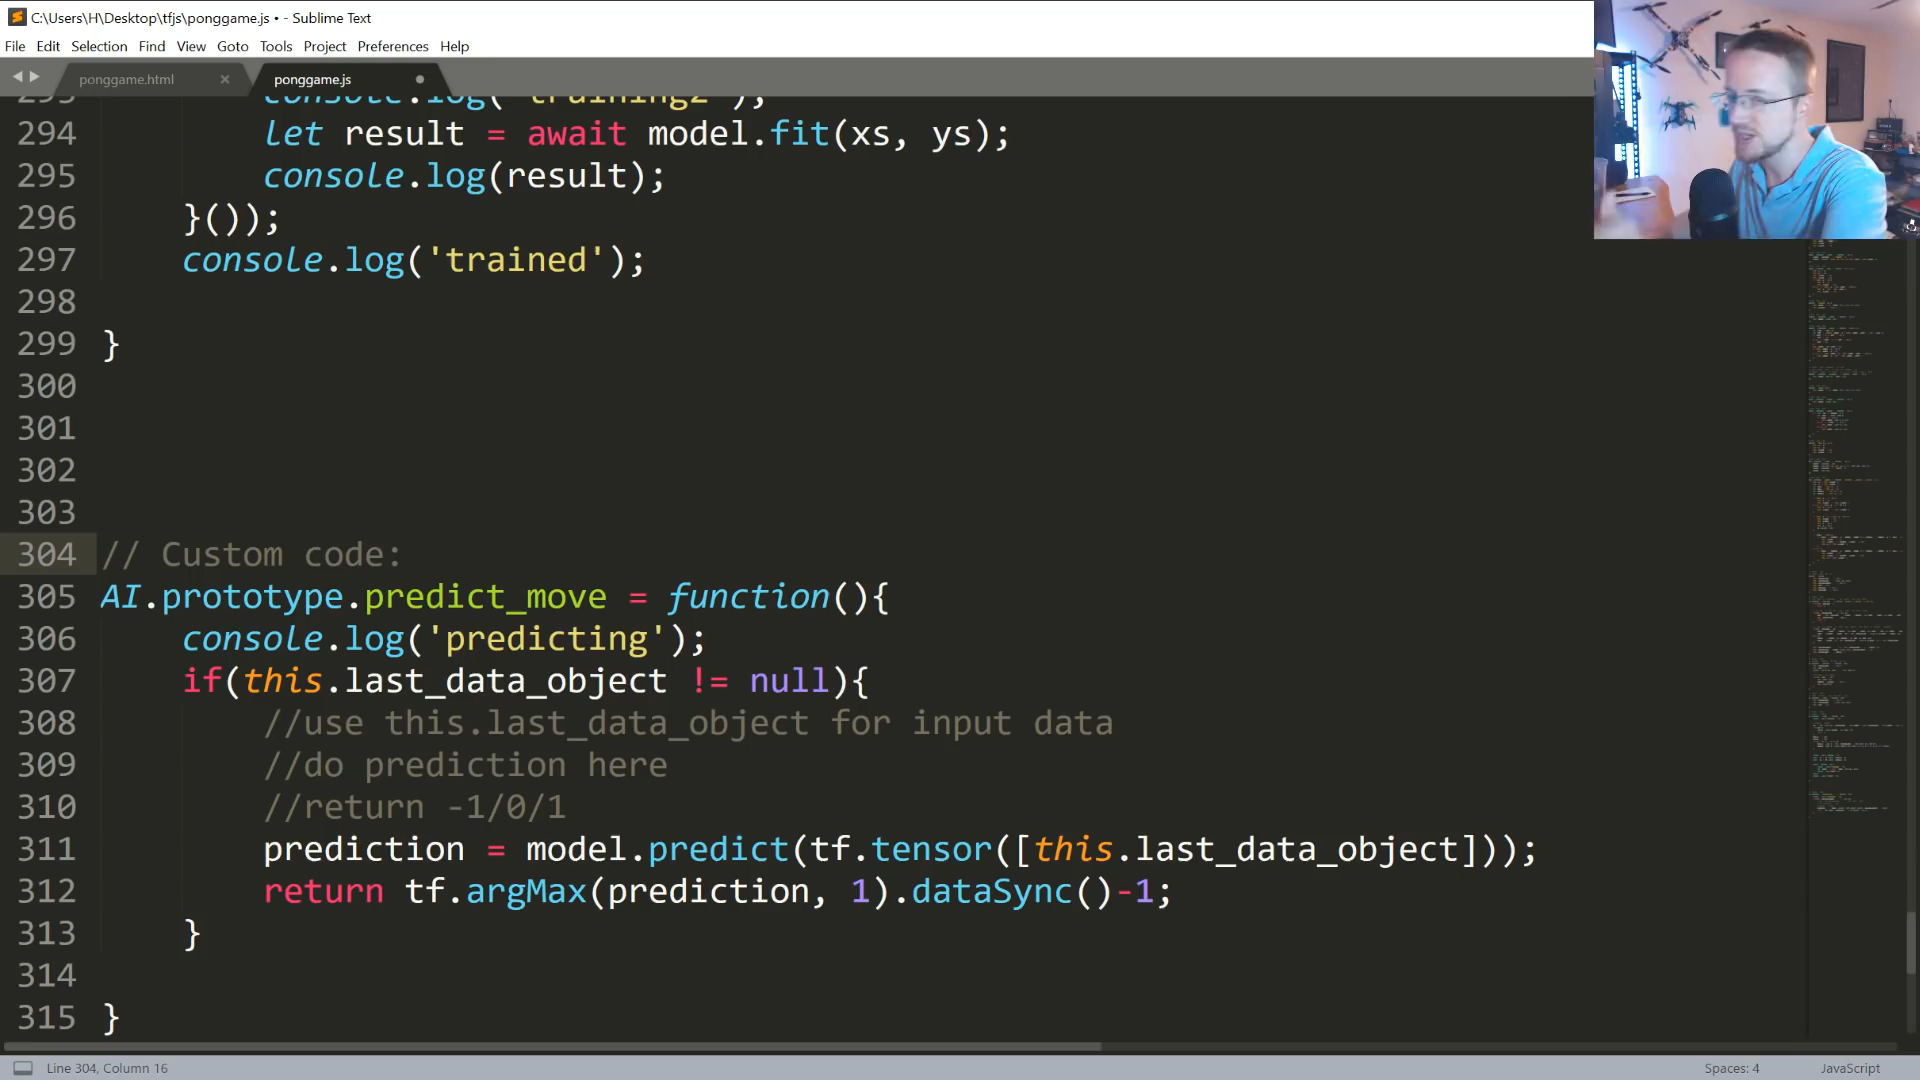 C:\Users\H\Desktop\tfjs\ponggame.js • - Sublime Text
File Edit Selection Find View Goto Tools Project Preferences Help
ponggame.html × ponggame.js
293 console.log('training2');
294 let result = await model.fit(xs, ys);
295 console.log(result);
296 }());
297 console.log('trained');
298
299 }
300
301
302
303
304 // Custom code:
305 AI.prototype.predict_move = function(){
306 console.log('predicting');
307 if(this.last_data_object != null){
308 //use this.last_data_object for input data
309 //do prediction here
310 //return -1/0/1
311 prediction = model.predict(tf.tensor([this.last_data_object]));
312 return tf.argMax(prediction, 1).dataSync()-1;
313 }
314
315 }
Line 304, Column 16 Spaces: 4 JavaScript